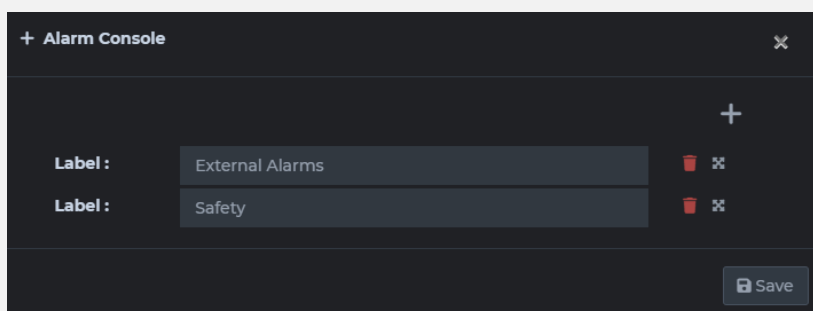 Alarm Console
Label :
External Alarms
Label :
Safety
Save